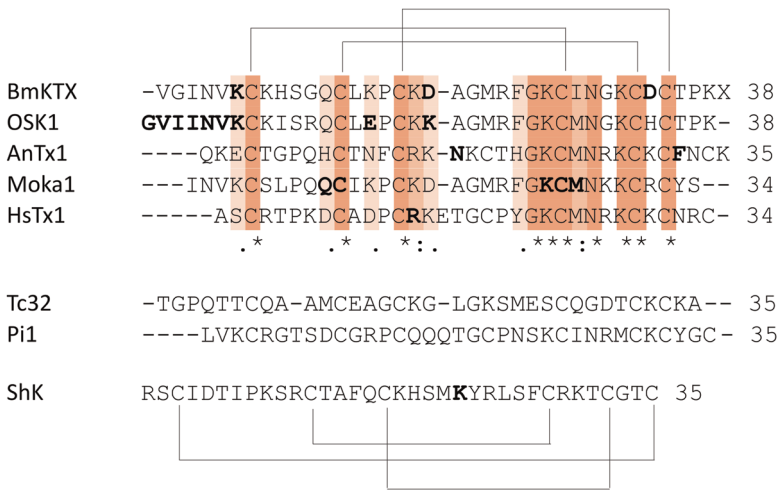 BmKTX -VGINVKCKHSGQCLKPCKD-AGMRFGKCINGKCDCTPKX 38
OSK1 GVIINVKCKISRQCLEPCKK-AGMRFGKCMNGKCHCTPK- 38
AnTx1 ----QKECTGPQHCTNFCRK-NKCTHGKCMNRKCKCFNCK 35
Moka1 ---INVKCSLPQQCIKPCKD-AGMRFGKCMNKKCRCYS-- 34
HsTx1 -----ASCRTPKDCADPCRKETGCPYGKCMNRKCKCNRC- 34
.* .* . *:. .***:* ** *
Tc32 -TGPQTTCQA-AMCEAGCKG-LGKSMESCQGDTCKCKA-- 35
Pi1 ----LVKCRGTSDCGRPCQQQTGCPNSKCINRMCKCYGC- 35
ShK RSCIDTIPKSRCTAFQCKHSMKYRLSFCRKTCGTC 35